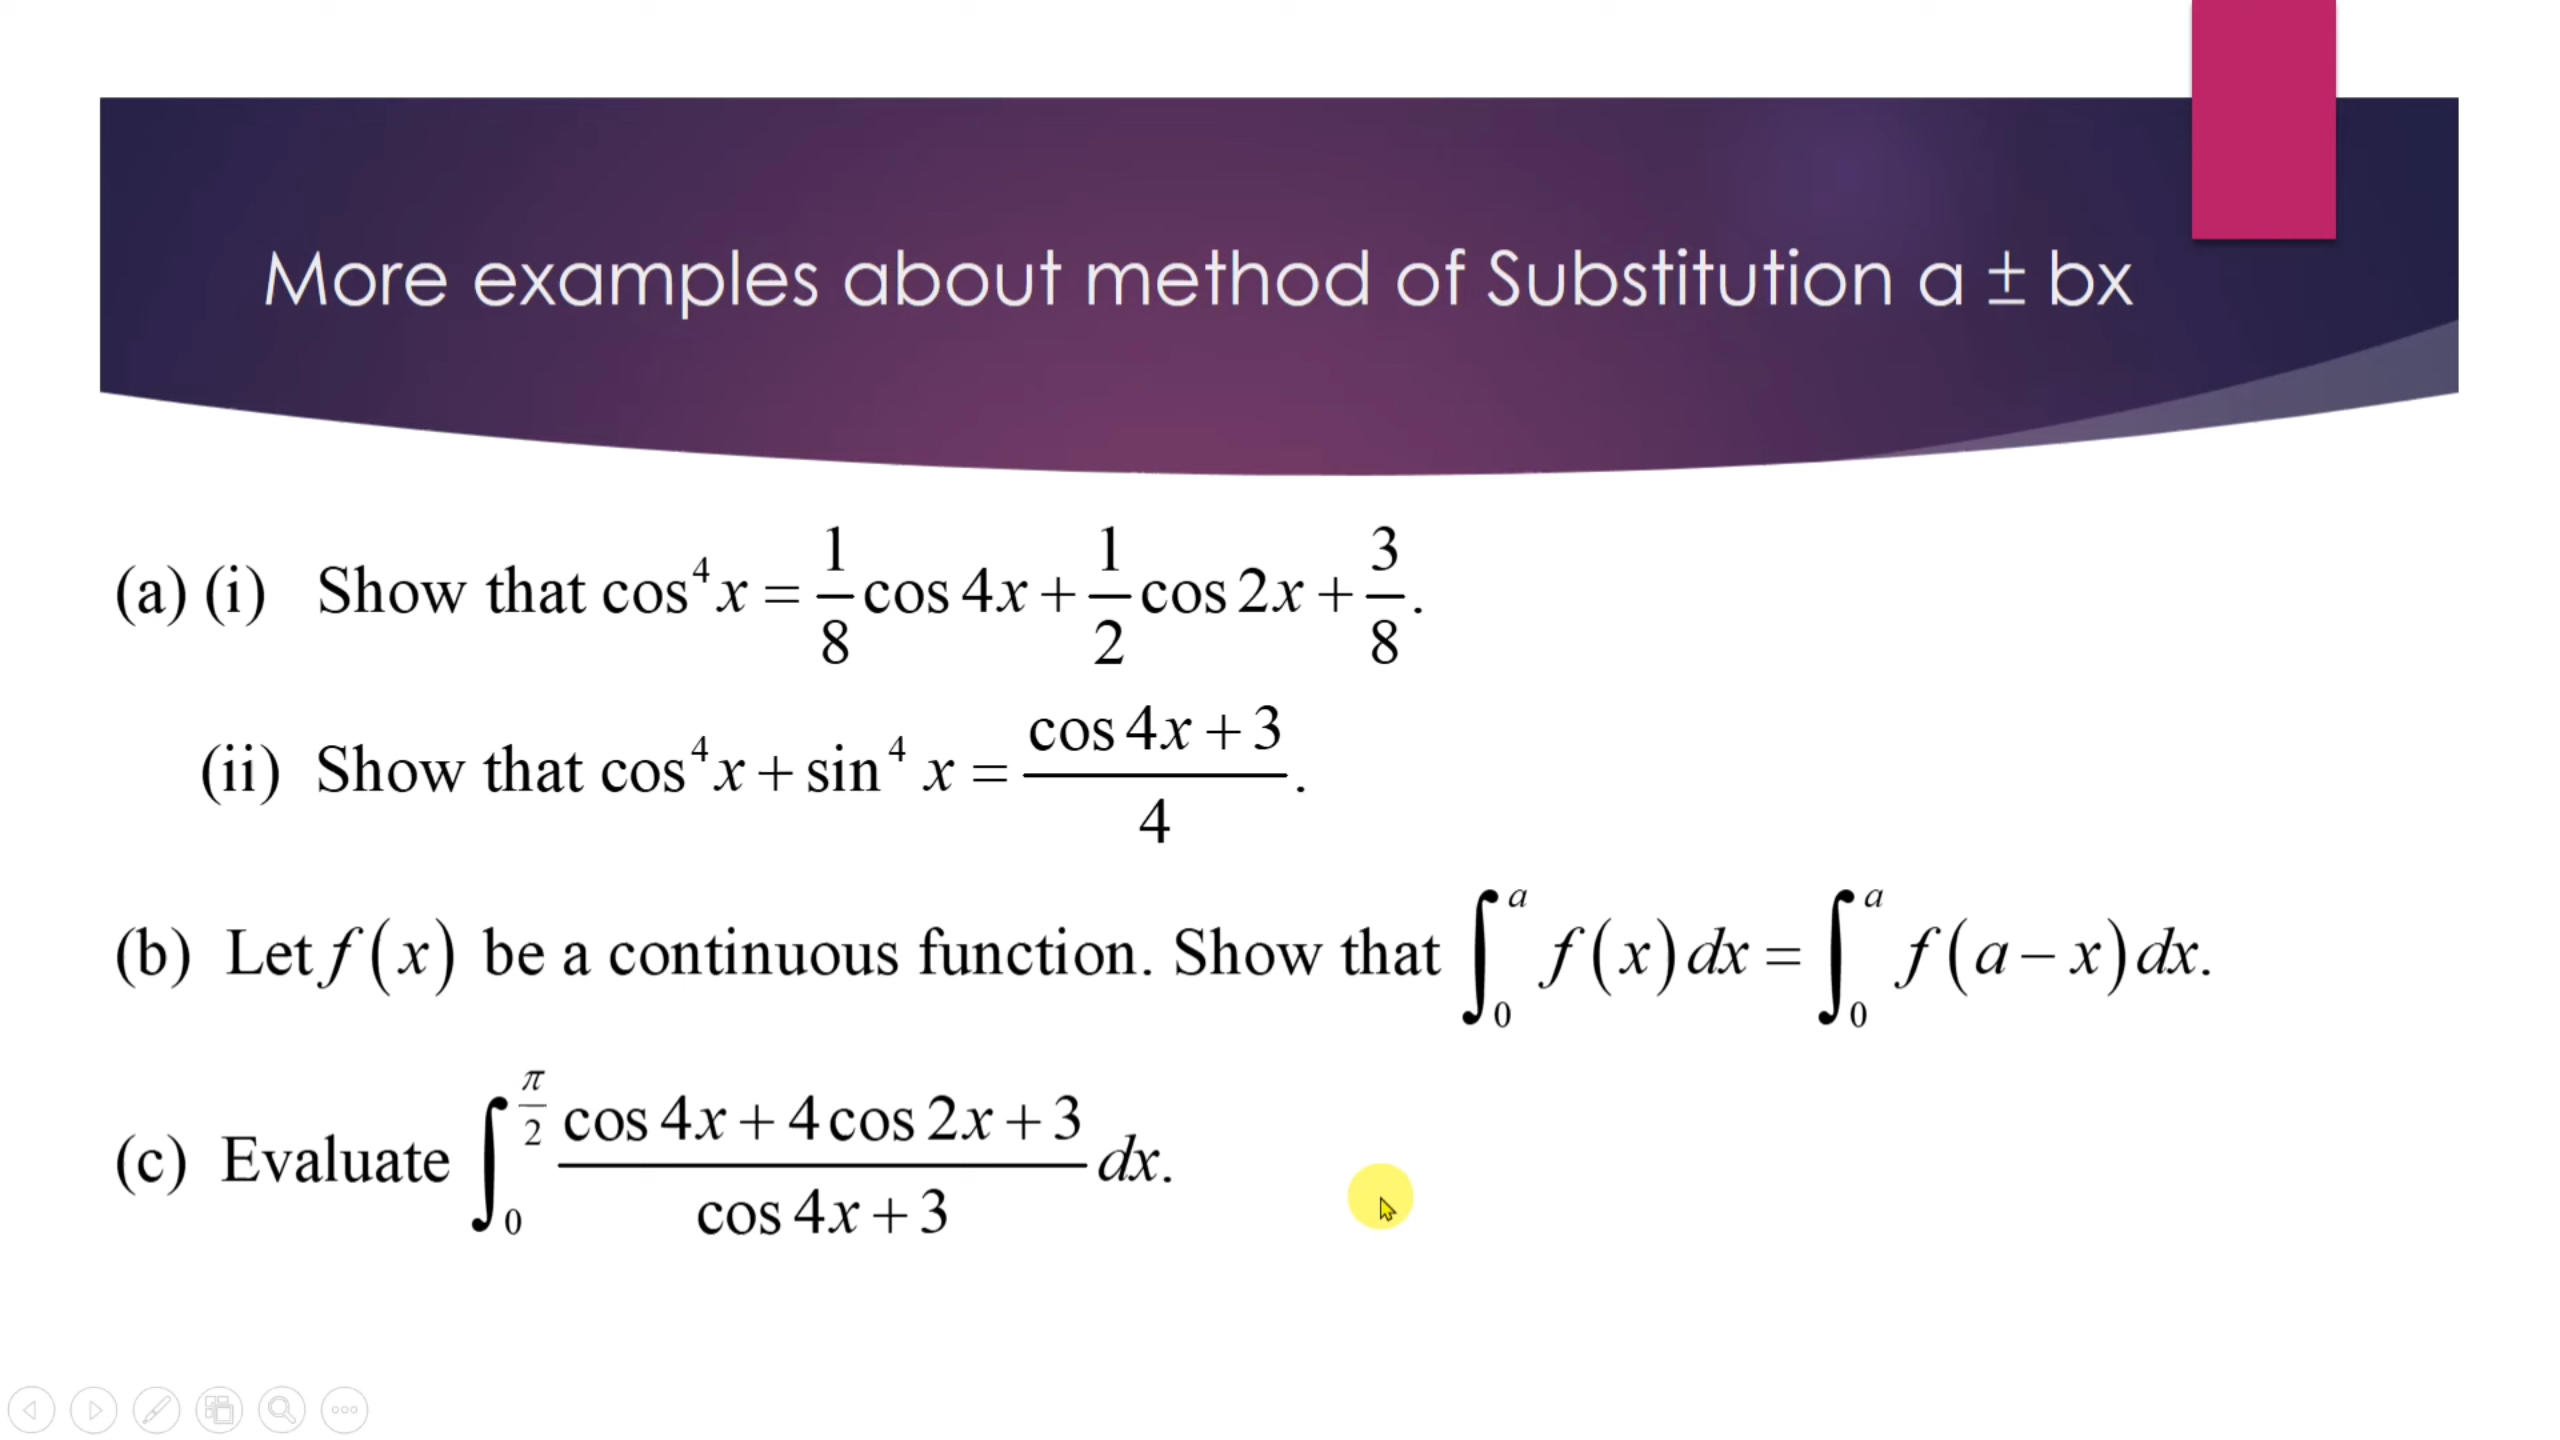 More examples about method of Substitution a ± bx
(a) (i) Show that cos⁴x = 1/8 cos 4x + 1/2 cos 2x + 3/8.
(ii) Show that cos⁴x + sin⁴ x = (cos 4x + 3)/4.
(b) Let f(x) be a continuous function. Show that ∫₀ᵃ f(x)dx = ∫₀ᵃ f(a − x)dx.
(c) Evaluate ∫₀^(π/2) (cos 4x + 4 cos 2x + 3)/(cos 4x + 3) dx.